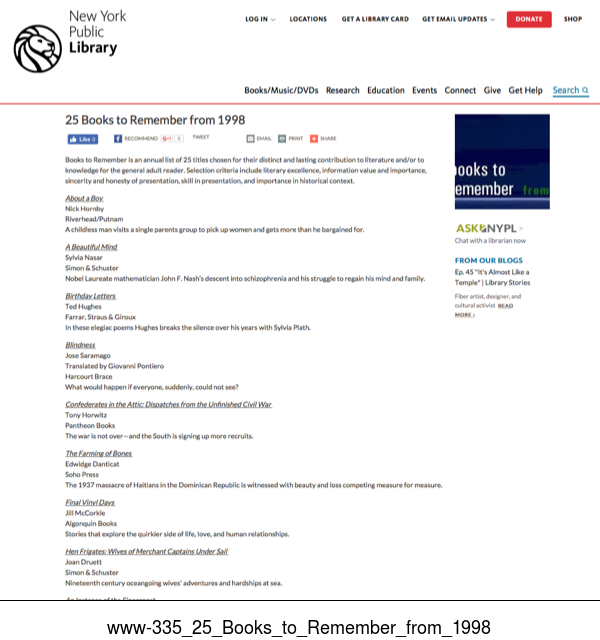 New York
Public
Library
LOG IN
LOCATIONS
GET A LIBRARY CARD
GET EMAIL UPDATES
DONATE
SHOP
Books/Music/DVDs
Research
Education
Events
Connect
Give
Get Help
Search
25 Books to Remember from 1998
Like 0
RECOMMEND
G+1
0
TWEET
EMAIL
PRINT
SHARE
Books to Remember is an annual list of 25 titles chosen for their distinct and lasting contribution to literature and/or to
knowledge for the general adult reader. Selection criteria include literary excellence, information value and importance,
sincerity and honesty of presentation, skill in presentation, and importance in historical context.
About a Boy
Nick Hornby
Riverhead/Putnam
A childless man visits a single parents group to pick up women and gets more than he bargained for.
A Beautiful Mind
Sylvia Nasar
Simon & Schuster
Nobel Laureate mathematician John F. Nash's descent into schizophrenia and his struggle to regain his mind and family.
Birthday Letters
Ted Hughes
Farrar, Straus & Giroux
In these elegiac poems Hughes breaks the silence over his years with Sylvia Plath.
Blindness
Jose Saramago
Translated by Giovanni Pontiero
Harcourt Brace
What would happen if everyone, suddenly, could not see?
Confederates in the Attic: Dispatches from the Unfinished Civil War
Tony Horwitz
Pantheon Books
The war is not over—and the South is signing up more recruits.
The Farming of Bones
Edwidge Danticat
Soho Press
The 1937 massacre of Haitians in the Dominican Republic is witnessed with beauty and loss competing measure for measure.
Final Vinyl Days
Jill McCorkle
Algonquin Books
Stories that explore the quirkier side of life, love, and human relationships.
Hen Frigates: Wives of Merchant Captains Under Sail
Joan Druett
Simon & Schuster
Nineteenth century oceangoing wives' adventures and hardships at sea.
ooks to
emember from
ASK NYPL
Chat with a librarian now
FROM OUR BLOGS
Ep. 45 "It's Almost Like a
Temple" | Library Stories
Fiber artist, designer, and
cultural activist READ
MORE ›
www-335_25_Books_to_Remember_from_1998